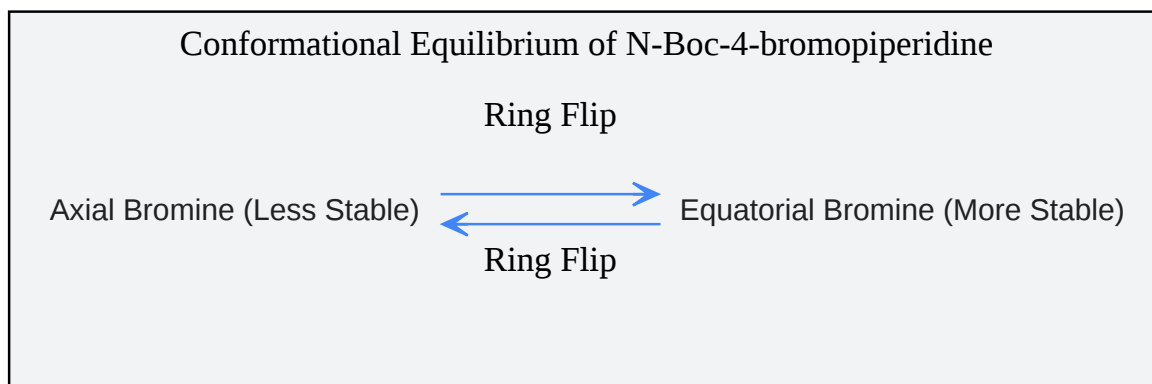 Conformational Equilibrium of N-Boc-4-bromopiperidine
Ring Flip
Axial Bromine (Less Stable)
Equatorial Bromine (More Stable)
Ring Flip